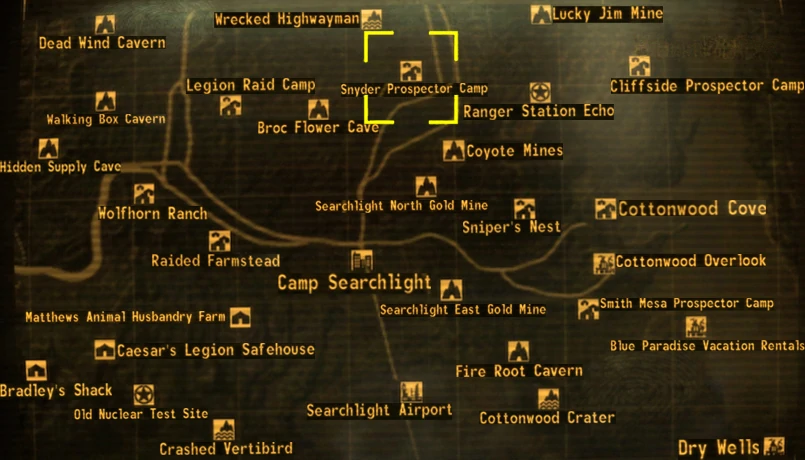 Wrecked Highwayman
Lucky Jim Mine
Dead Wind Cavern
Legion Raid Camp
Snyder Prospector Camp
Cliffside Prospector Camp
Ranger Station Echo
Walking Box Cavern
Broc Flower Cave
Coyote Mines
Hidden Supply Cave
Searchlight North Gold Mine
Cottonwood Cove
Wolfhorn Ranch
Sniper's Nest
Raided Farmstead
Cottonwood Overlook
Camp Searchlight
Searchlight East Gold Mine
Smith Mesa Prospector Camp
Matthews Animal Husbandry Farm
Blue Paradise Vacation Rentals
Caesar's Legion Safehouse
Fire Root Cavern
Bradley's Shack
Old Nuclear Test Site
Searchlight Airport
Cottonwood Crater
Crashed Vertibird
Dry Wells